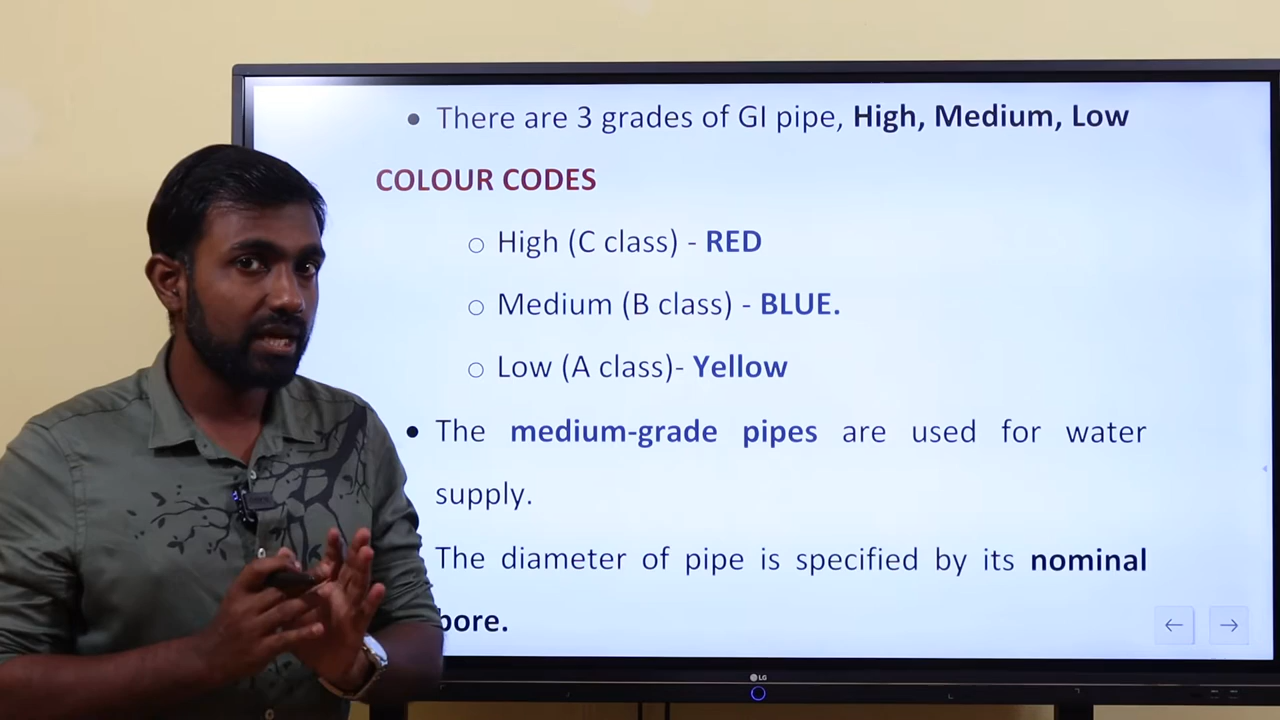 • There are 3 grades of GI pipe, High, Medium, Low
COLOUR CODES
○ High (C class) - RED
○ Medium (B class) - BLUE.
○ Low (A class)- Yellow
• The medium-grade pipes are used for water
supply.
The diameter of pipe is specified by its nominal
bore.
LG